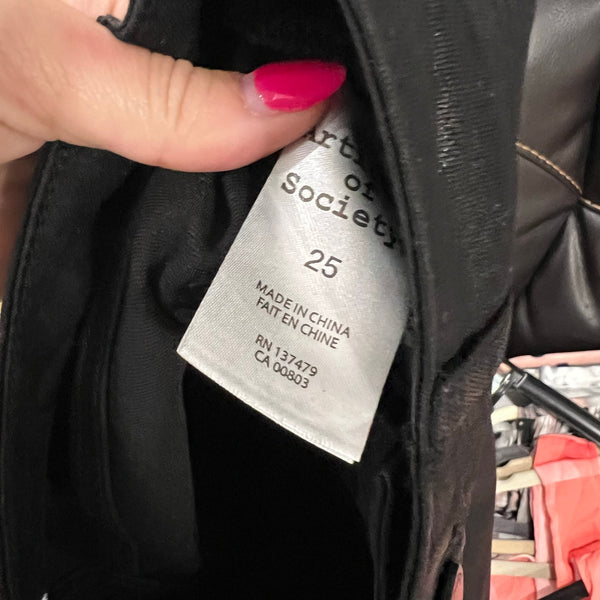 of
Society
25
MADE IN CHINA
FAIT EN CHINE
RN 137479
CA 00803